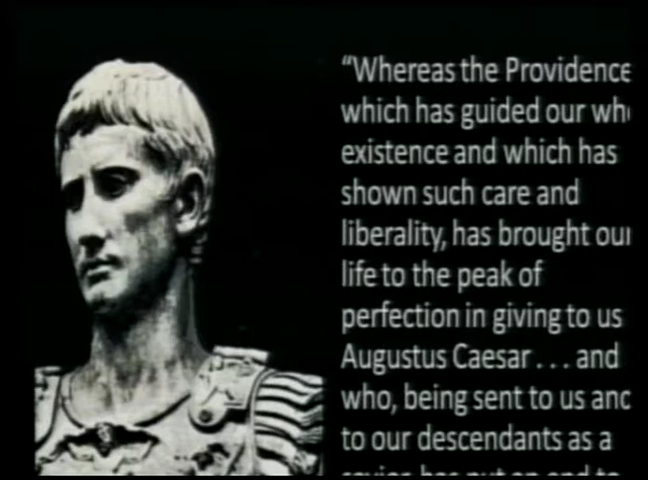 “Whereas the Providence
which has guided our
existence and which has
shown such care and
liberality, has brought
life to the peak of
perfection in giving to us
Augustus Caesar . . . and
who, being sent to us
to our descendants as a